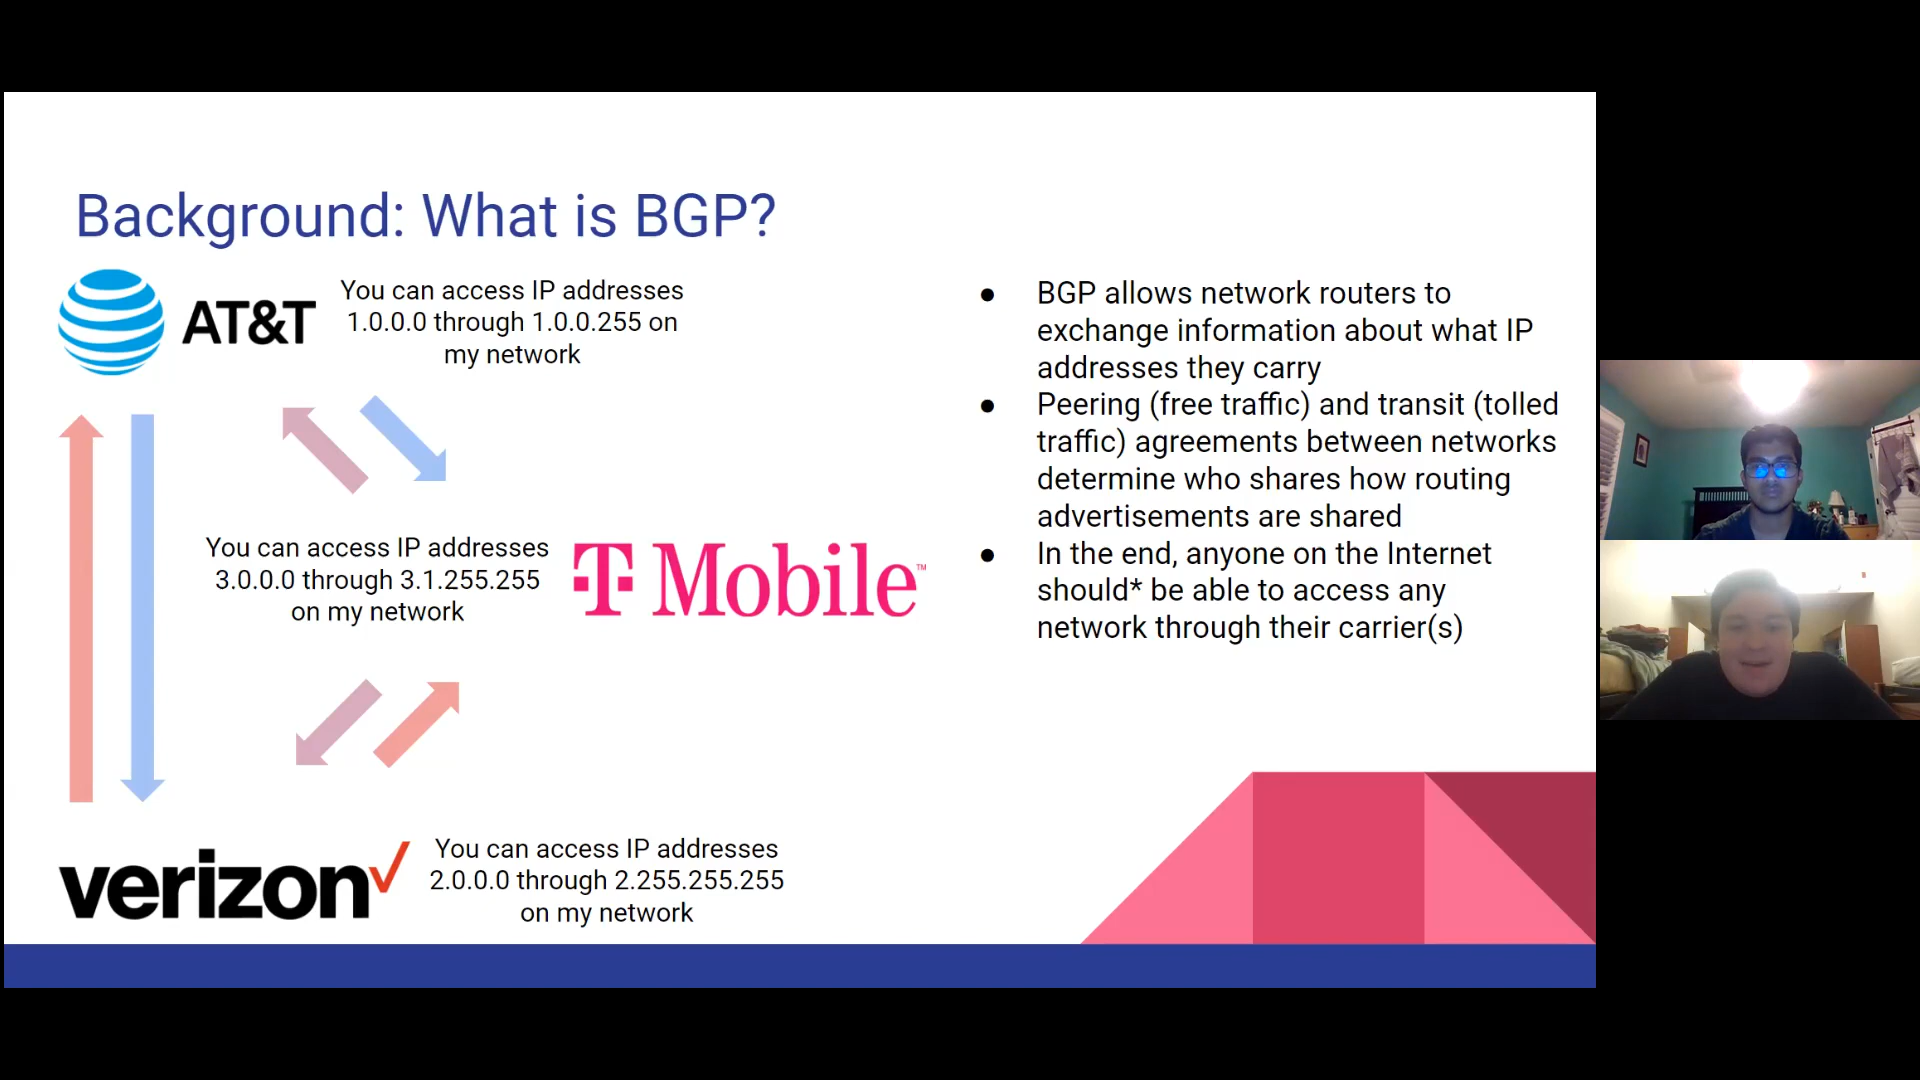 Background: What is BGP?
AT&T
You can access IP addresses
1.0.0.0 through 1.0.0.255 on
my network
You can access IP addresses
3.0.0.0 through 3.1.255.255
on my network
T Mobile™
verizon
You can access IP addresses
2.0.0.0 through 2.255.255.255
on my network
● BGP allows network routers to
exchange information about what IP
addresses they carry
● Peering (free traffic) and transit (tolled
traffic) agreements between networks
determine who shares how routing
advertisements are shared
● In the end, anyone on the Internet
should* be able to access any
network through their carrier(s)